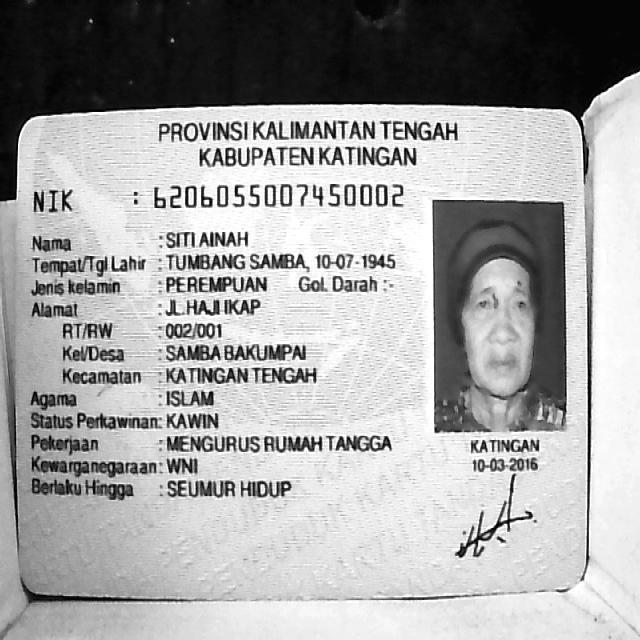 PROVINSI KALIMANTAN TENGAH
KABUPATEN KATINGAN
NIK : 6206055007450002
Nama : SITI AINAH
Tempat/Tgl Lahir : TUMBANG SAMBA, 10-07-1945
Jenis kelamin : PEREMPUAN Gol. Darah : -
Alamat : JL. HAJI IKAP
RT/RW : 002/001
Kel/Desa : SAMBA BAKUMPAI
Kecamatan : KATINGAN TENGAH
Agama : ISLAM
Status Perkawinan: KAWIN
Pekerjaan : MENGURUS RUMAH TANGGA
Kewarganegaraan: WNI
Berlaku Hingga : SEUMUR HIDUP
KATINGAN
10-03-2016